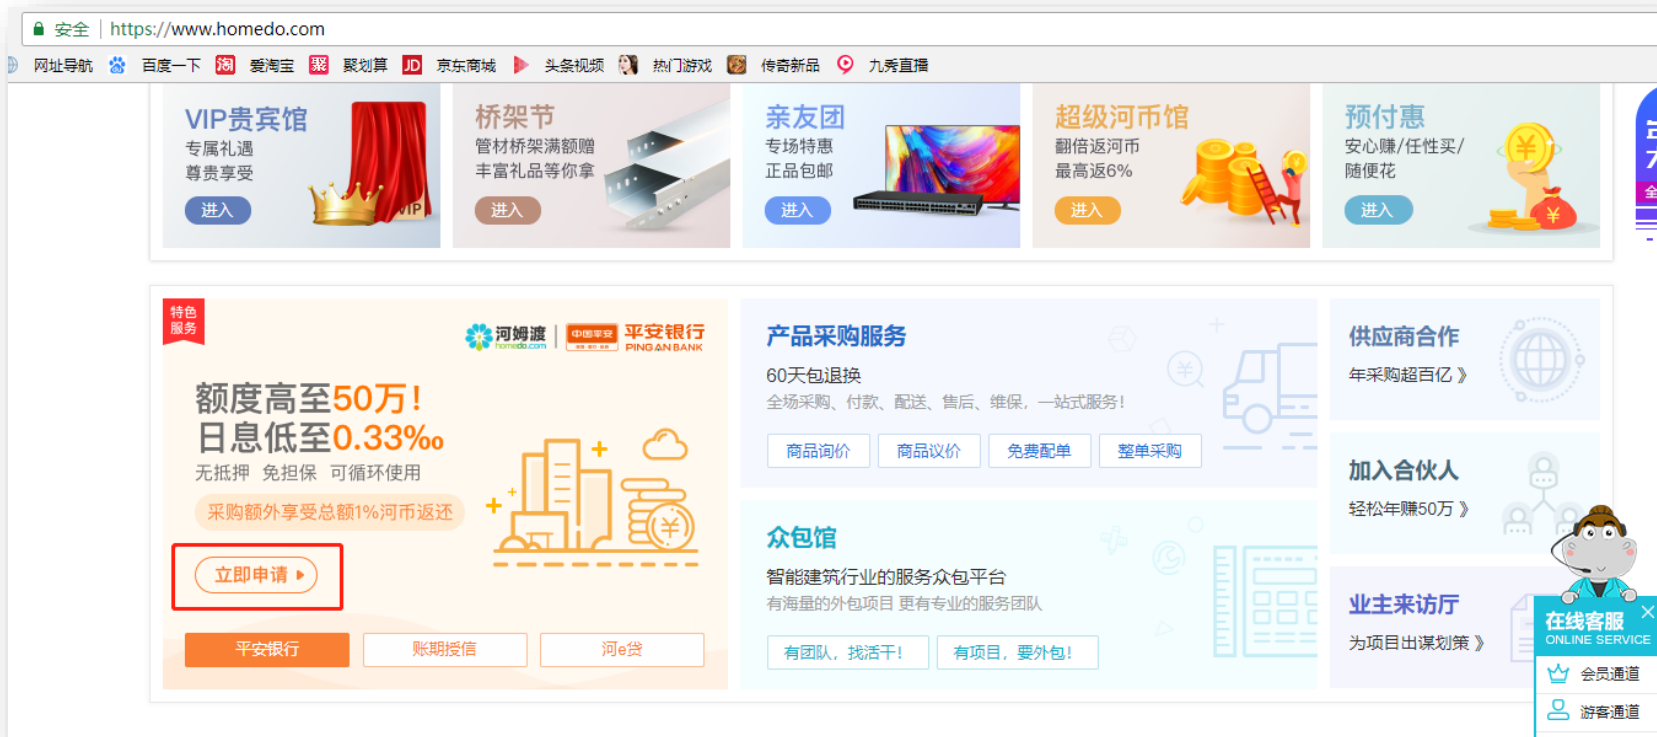 安全 https://www.homedo.com
网址导航 百度一下 淘 爱淘宝 聚 聚划算 JD 京东商城 头条视频 热门游戏 传奇新品 九秀直播
VIP贵宾馆
专属礼遇
尊贵享受
进入
VIP
桥架节
管材桥架满额赠
丰富礼品等你拿
进入
亲友团
专场特惠
正品包邮
进入
超级河币馆
翻倍返河币
最高返6%
进入
预付惠
安心赚/任性买/
随便花
进入
特色
服务
河姆渡
homedo.com
中国平安
平安银行
PING AN BANK
额度高至50万!
日息低至0.33‱
无抵押 免担保 可循环使用
采购额外享受总额1%河币返还
立即申请
平安银行 账期授信 河e贷
产品采购服务
60天包退换
全场采购、付款、配送、售后、维保，一站式服务!
商品询价 商品议价 免费配单 整单采购
众包馆
智能建筑行业的服务众包平台
有海量的外包项目 更有专业的服务团队
有团队，找活干! 有项目，要外包!
供应商合作
年采购超百亿 》
加入合伙人
轻松年赚50万 》
业主来访厅
为项目出谋划策 》
在线客服
ONLINE SERVICE
会员通道
游客通道